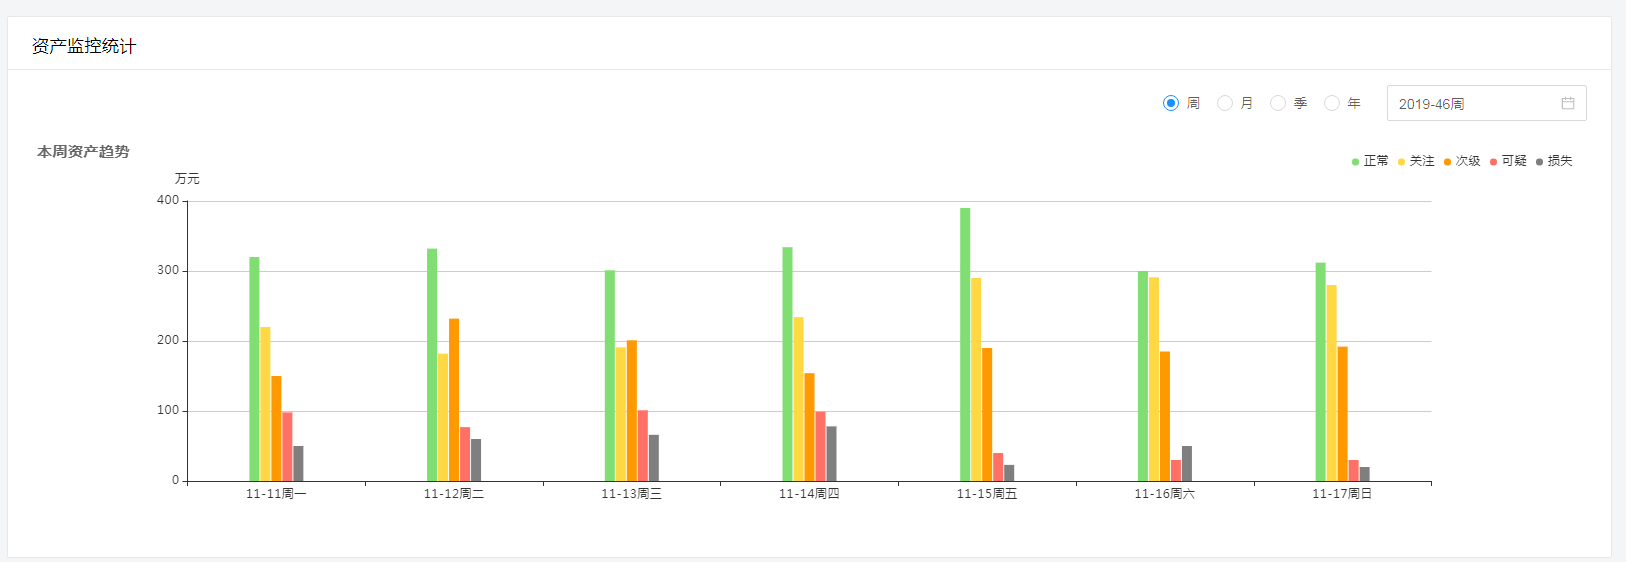 资产监控统计
周 月 季 年 2019-46周
本周资产趋势
正常 关注 次级 可疑 损失
万元
400
300
200
100
0
11-11周一 11-12周二 11-13周三 11-14周四 11-15周五 11-16周六 11-17周日